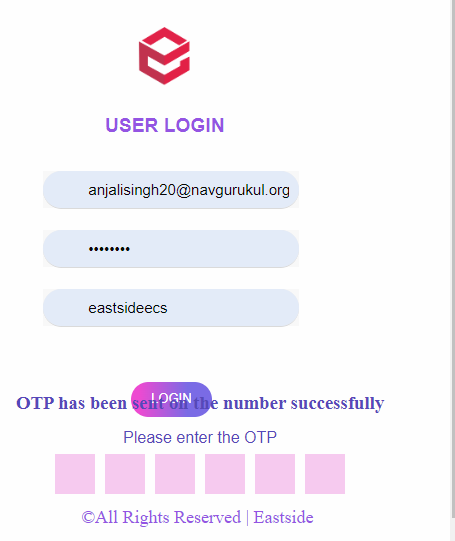 USER LOGIN
anjalisingh20@navgurukul.org
••••••••
eastsideecs
LOGIN
OTP has been sent on the number successfully
Please enter the OTP
©All Rights Reserved | Eastside